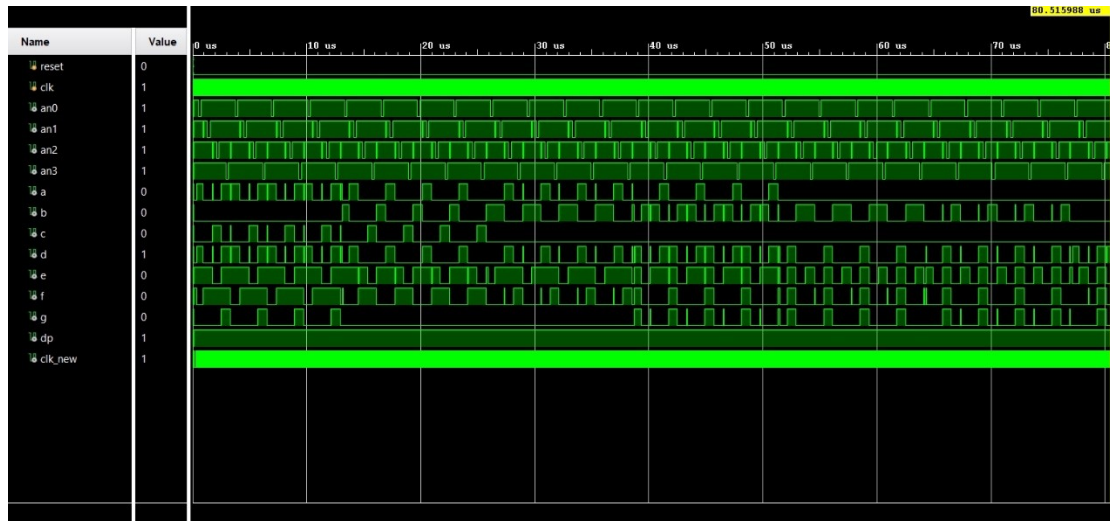 80.515988 us
Name Value 0 us 10 us 20 us 30 us 40 us 50 us 60 us 70 us 8
reset 0
clk 1
an0 1
an1 1
an2 1
an3 1
a 0
b 0
c 0
d 1
e 0
f 0
g 0
dp 1
clk_new 1